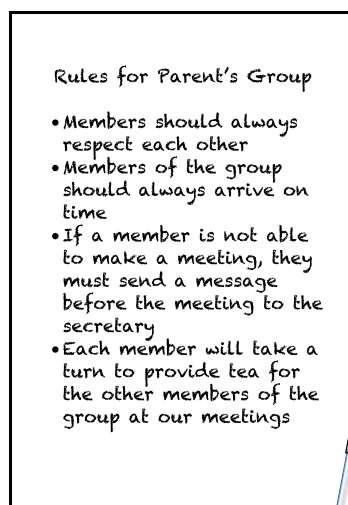 Rules for Parent's Group
•Members should always
respect each other
•Members of the group
should always arrive on
time
•If a member is not able
to make a meeting, they
must send a message
before the meeting to the
secretary
•Each member will take a
turn to provide tea for
the other members of the
group at our meetings